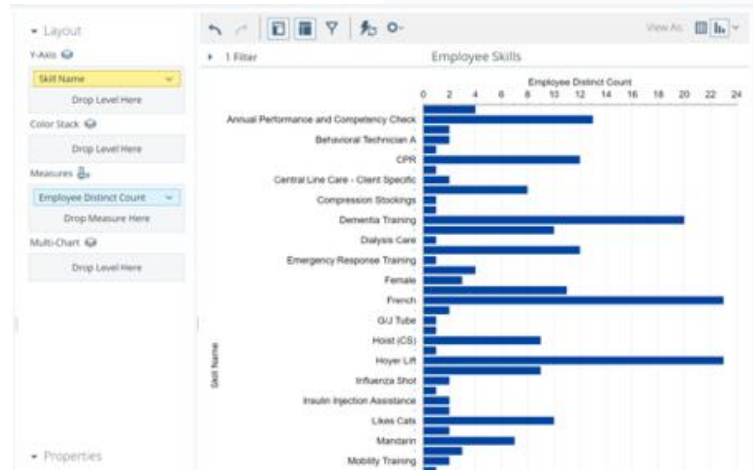 Layout
Y-Axis
Skill Name
Drop Level Here
Color Stack
Drop Level Here
Measures
Employee Distinct Count
Drop Measure Here
Multi-Chart
Drop Level Here
Properties
View As:
1 Filter
Employee Skills
Employee Distinct Count
0 2 4 6 8 10 12 14 16 18 20 22 24
Annual Performance and Competency Check
Behavioral Technician A
CPR
Central Line Care - Client Specific
Compression Stockings
Dementia Training
Dialysis Care
Emergency Response Training
Female
French
G/J Tube
Hoist (CS)
Hoyer Lift
Influenza Shot
Insulin Injection Assistance
Likes Cats
Mandarin
Mobility Training
Skill Name